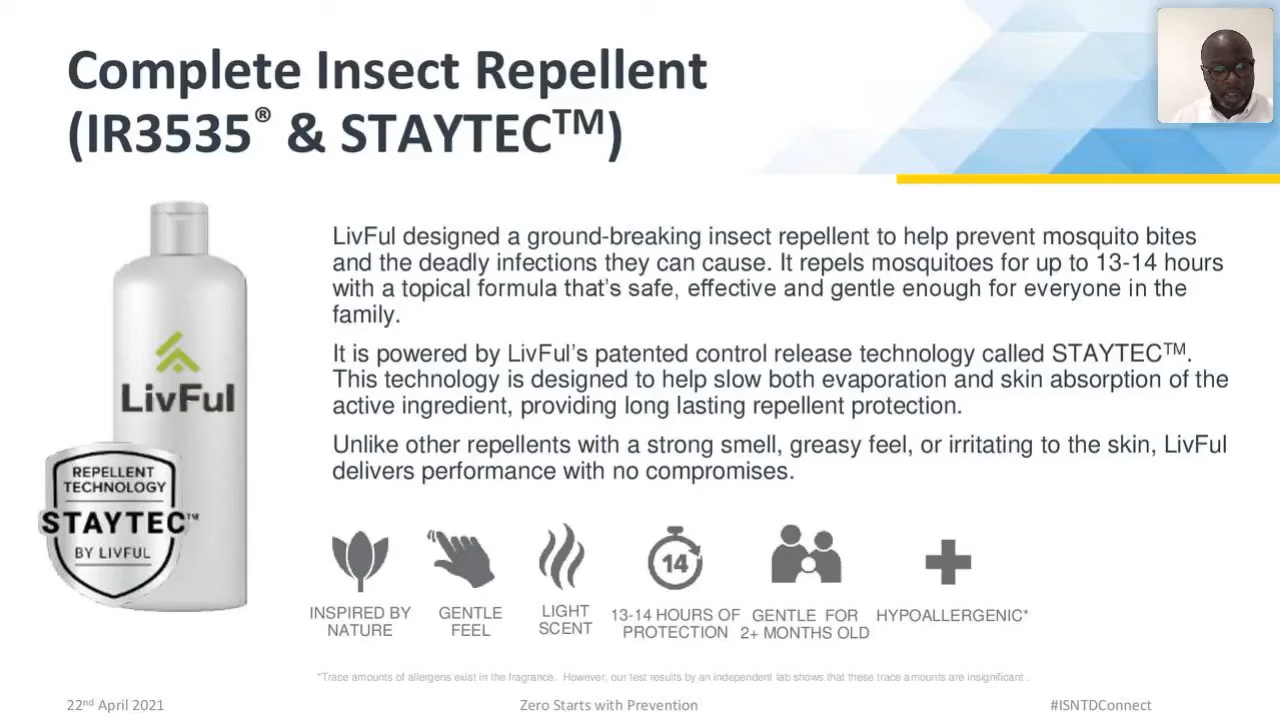 Complete Insect Repellent
(IR3535® & STAYTEC™)
LivFul designed a ground-breaking insect repellent to help prevent mosquito bites
and the deadly infections they can cause. It repels mosquitoes for up to 13-14 hours
with a topical formula that's safe, effective and gentle enough for everyone in the
family.
It is powered by LivFul's patented control release technology called STAYTEC™.
This technology is designed to help slow both evaporation and skin absorption of the
active ingredient, providing long lasting repellent protection.
Unlike other repellents with a strong smell, greasy feel, or irritating to the skin, LivFul
delivers performance with no compromises.
LivFul
REPELLENT
TECHNOLOGY
STAYTEC™
BY LIVFUL
14
INSPIRED BY
NATURE
GENTLE
FEEL
LIGHT
SCENT
13-14 HOURS OF
PROTECTION
GENTLE FOR
2+ MONTHS OLD
HYPOALLERGENIC*
*Trace amounts of allergens exist in the fragrance. However, our test results by an independent lab shows that these trace amounts are insignificant.
22nd April 2021
Zero Starts with Prevention
#ISNTDConnect